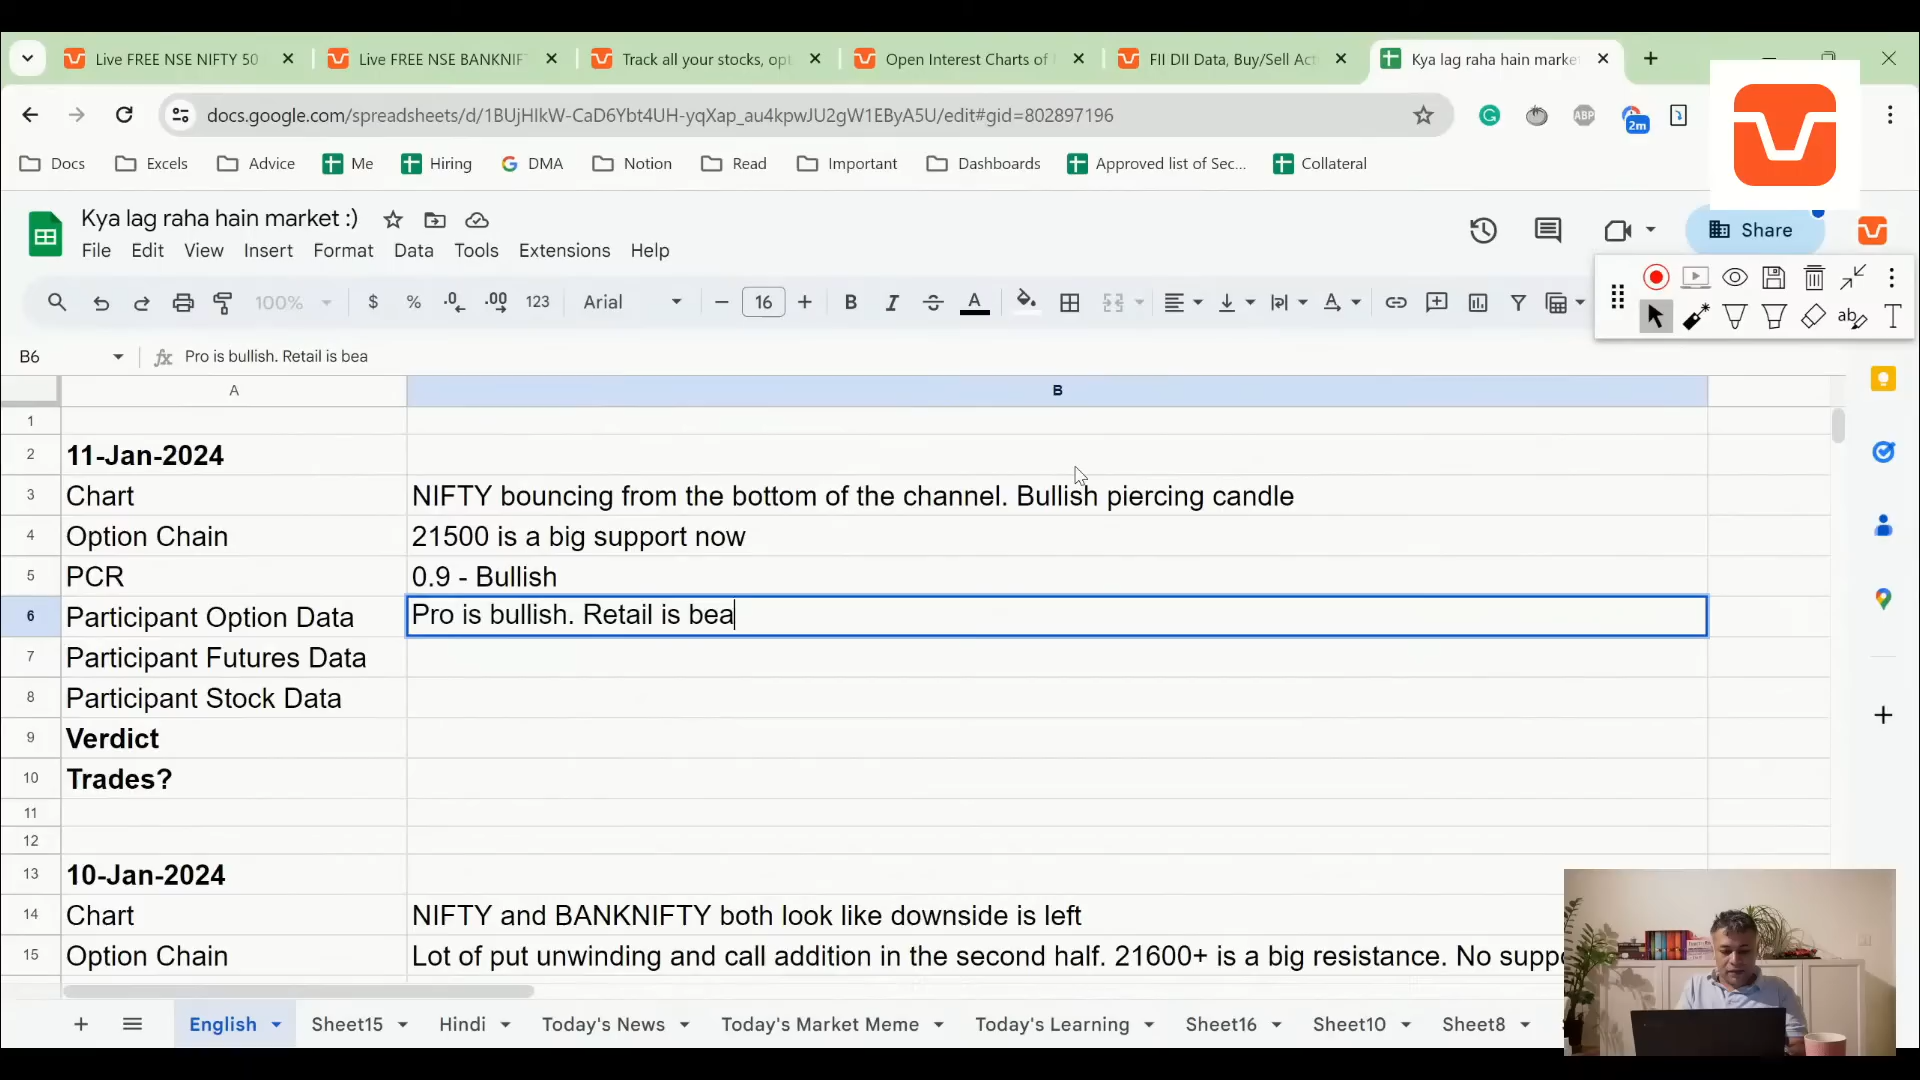 Live FREE NSE NIFTY 50
Live FREE NSE BANKNIF
Track all your stocks, opt
Open Interest Charts of
FII DII Data, Buy/Sell Act
Kya lag raha hain marke
docs.google.com/spreadsheets/d/1BUjHIkW-CaD6Ybt4UH-yqXap_au4kpwJU2gW1EByA5U/edit#gid=802897196
ABP
2m
Docs
Excels
Advice
Me
Hiring
DMA
Notion
Read
Important
Dashboards
Approved list of Sec...
Collateral
Kya lag raha hain market :)
Share
File Edit View Insert Format Data Tools Extensions Help
100% $ % .0 .00 123 Arial 16 B I A
B6
fx Pro is bullish. Retail is bea
A B
1
2 11-Jan-2024
3 Chart NIFTY bouncing from the bottom of the channel. Bullish piercing candle
4 Option Chain 21500 is a big support now
5 PCR 0.9 - Bullish
6 Participant Option Data Pro is bullish. Retail is bea
7 Participant Futures Data
8 Participant Stock Data
9 Verdict
10 Trades?
11
12
13 10-Jan-2024
14 Chart NIFTY and BANKNIFTY both look like downside is left
15 Option Chain Lot of put unwinding and call addition in the second half. 21600+ is a big resistance. No suppo
English Sheet15 Hindi Today's News Today's Market Meme Today's Learning Sheet16 Sheet10 Sheet8